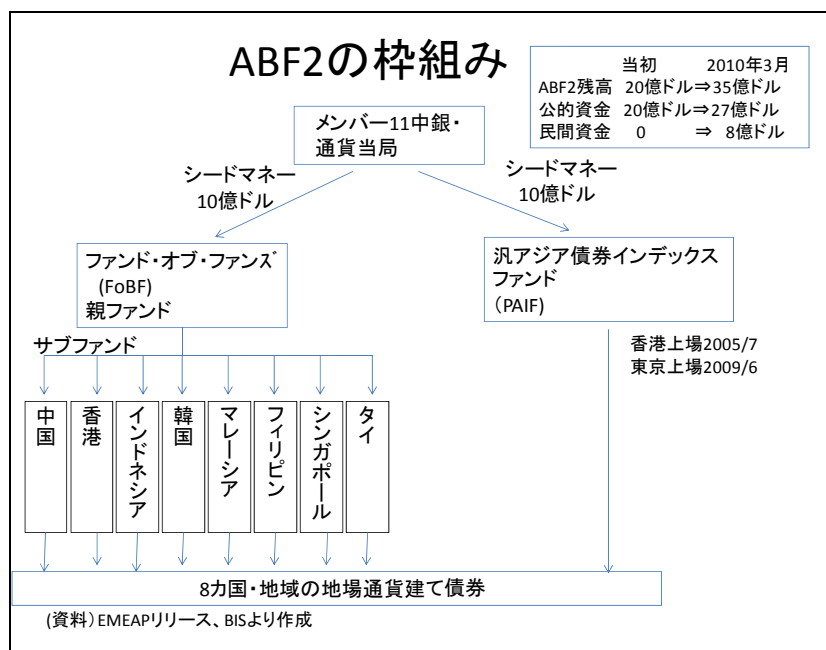 ABF2の枠組み
当初 2010年3月
ABF2残高 20億ドル⇒35億ドル
公的資金 20億ドル⇒27億ドル
民間資金 0 ⇒ 8億ドル
メンバー11中銀・
通貨当局
シードマネー
10億ドル
シードマネー
10億ドル
ファンド・オブ・ファンズ
(FoBF)
親ファンド
汎アジア債券インデックス
ファンド
(PAIF)
サブファンド
香港上場2005/7
東京上場2009/6
中国
香港
インドネシア
韓国
マレーシア
フィリピン
シンガポール
タイ
8カ国・地域の地場通貨建て債券
(資料)EMEAPリリース、BISより作成